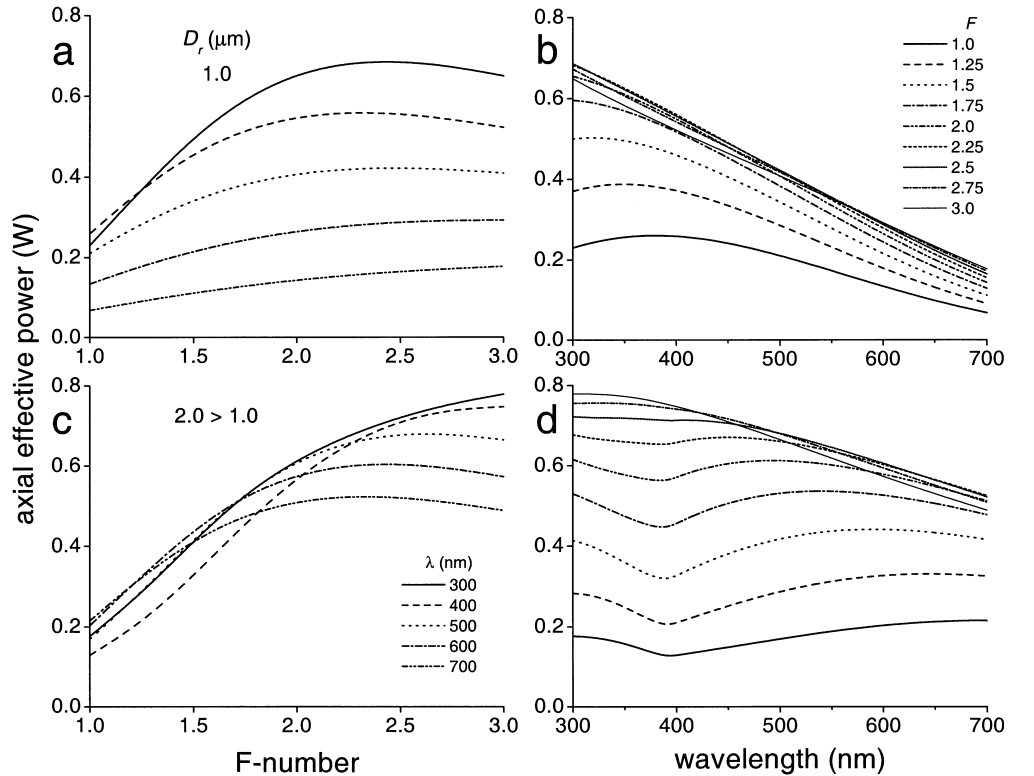 axial effective power (W)
a
D_r (μm)
1.0
0.8
0.6
0.4
0.2
0.0
1.0 1.5 2.0 2.5 3.0
b
0.8
0.6
0.4
0.2
0.0
300 400 500 600 700
F
1.0
1.25
1.5
1.75
2.0
2.25
2.5
2.75
3.0
c
2.0 > 1.0
0.8
0.6
0.4
0.2
0.0
λ (nm)
300
400
500
600
700
1.0 1.5 2.0 2.5 3.0
F-number
d
0.8
0.6
0.4
0.2
0.0
300 400 500 600 700
wavelength (nm)